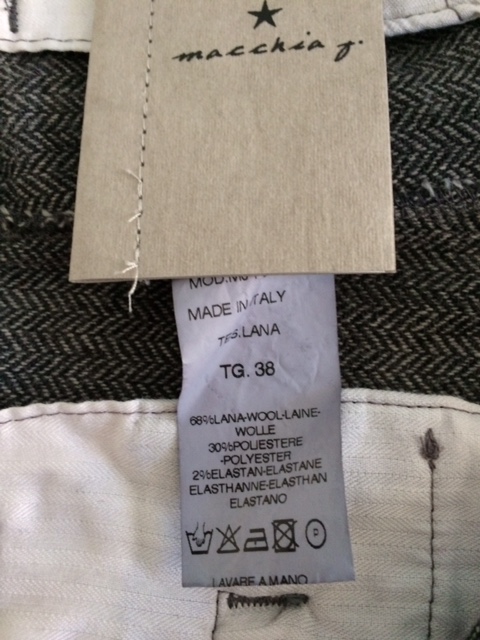 macchia j.
MADE IN ITALY
TES.LANA
TG. 38
68%LANA-WOOL-LAINE-
WOLLE
30%POLIESTERE
-POLYESTER
2%ELASTAN-ELASTANE
ELASTHANNE-ELASTHAN
ELASTANO
LAVARE A MANO